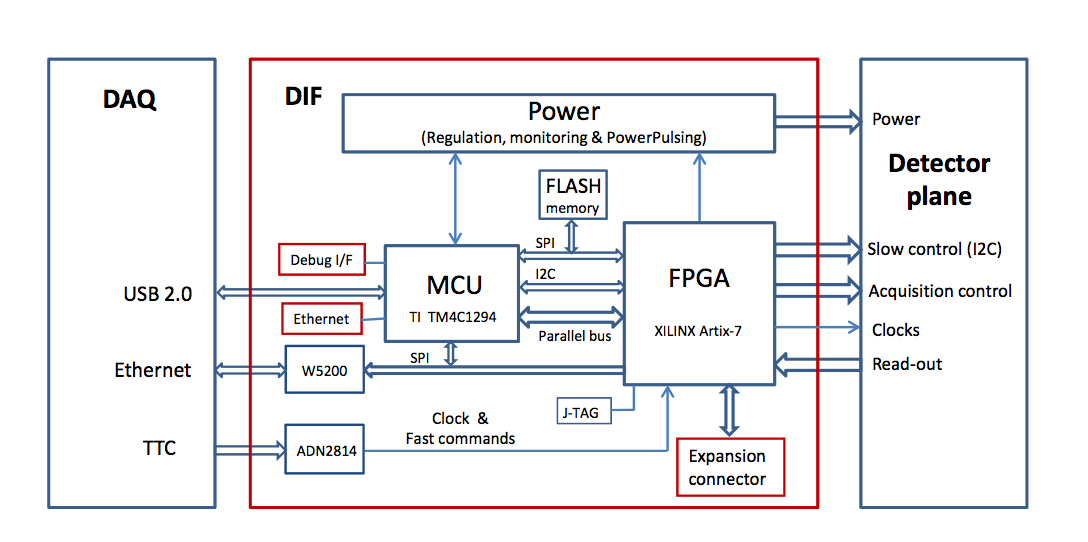 DAQ
USB 2.0
Ethernet
TTC
DIF
Power
(Regulation, monitoring & PowerPulsing)
FLASH
memory
SPI
Debug I/F
MCU
TI TM4C1294
I2C
Ethernet
Parallel bus
FPGA
XILINX Artix-7
SPI
W5200
J-TAG
Clock &
Fast commands
ADN2814
Expansion
connector
Power
Detector
plane
Slow control (I2C)
Acquisition control
Clocks
Read-out